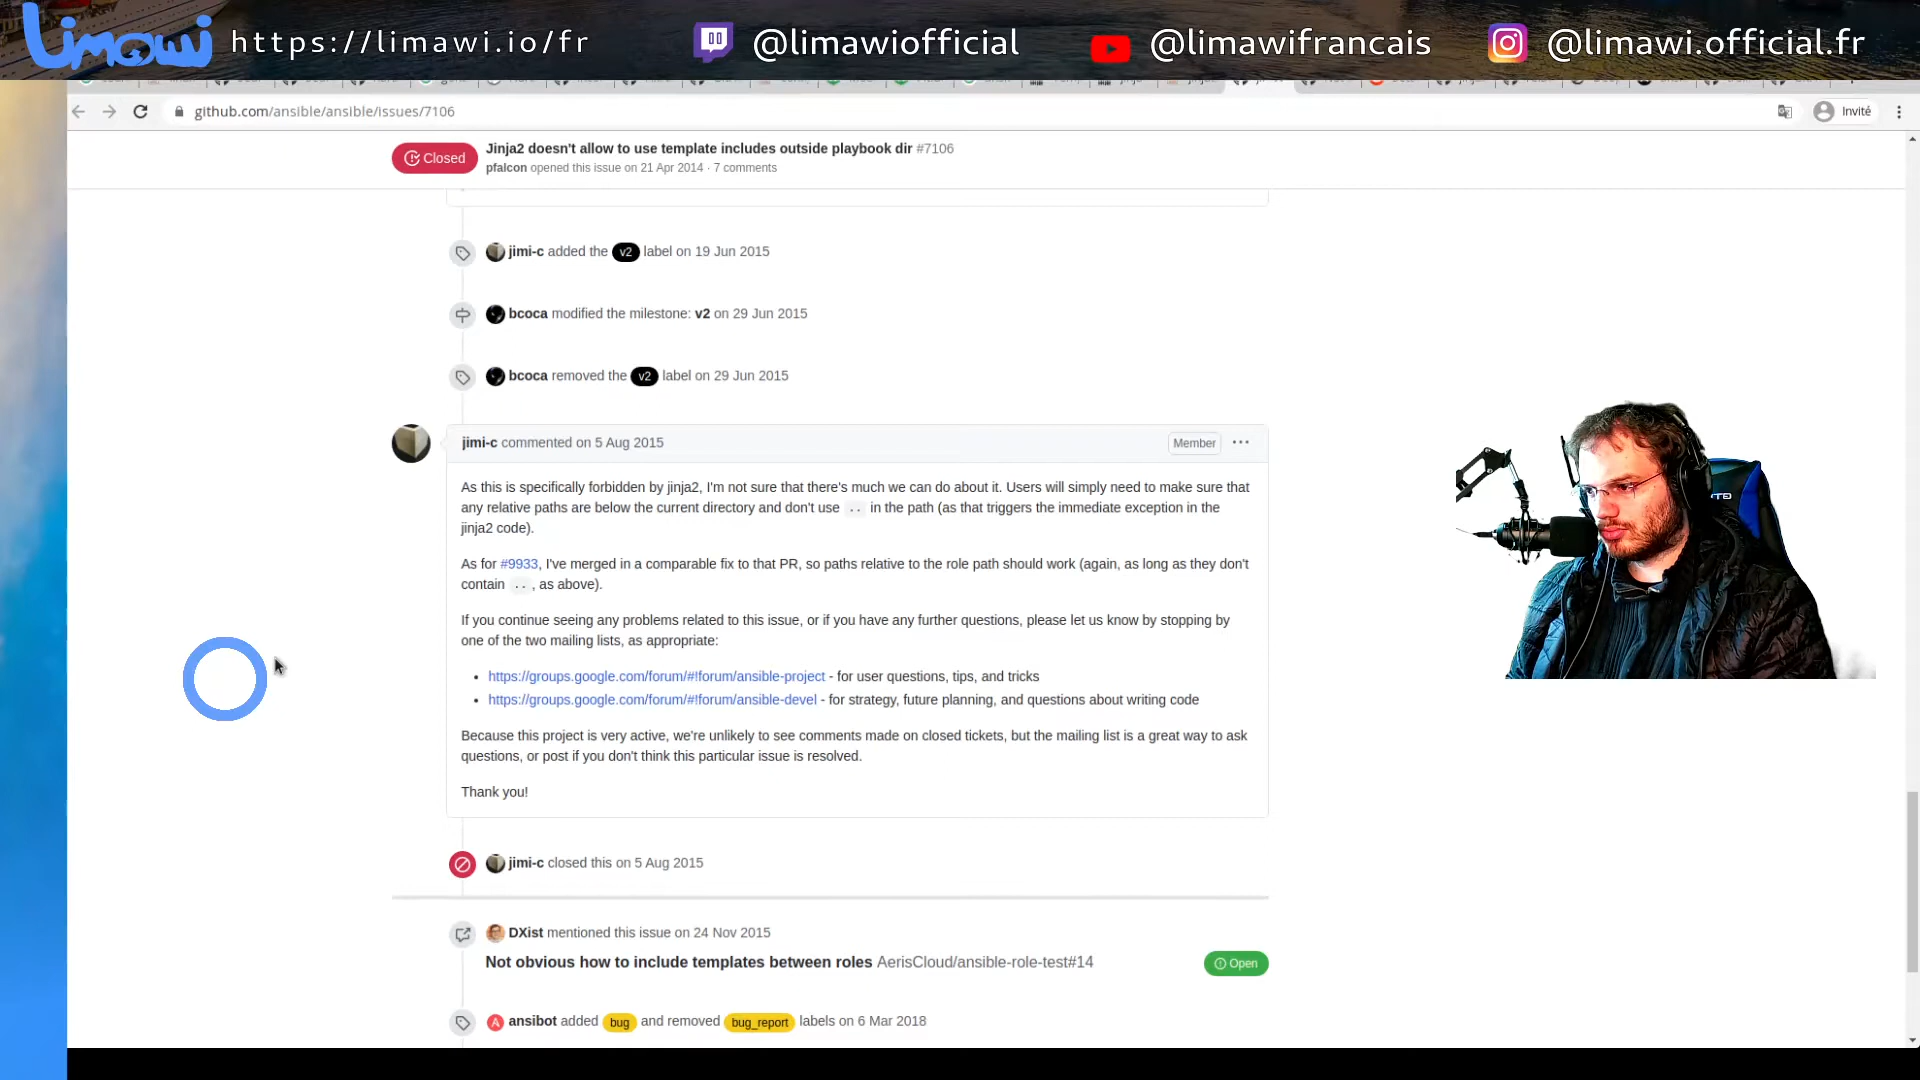 Limawi https://limawi.io/fr @limawiofficial @limawifrancais @limawi.official.fr
github.com/ansible/ansible/issues/7106 Invité
Closed
Jinja2 doesn't allow to use template includes outside playbook dir #7106
pfalcon opened this issue on 21 Apr 2014 · 7 comments
jimi-c added the v2 label on 19 Jun 2015
bcoca modified the milestone: v2 on 29 Jun 2015
bcoca removed the v2 label on 29 Jun 2015
jimi-c commented on 5 Aug 2015 Member ...
As this is specifically forbidden by jinja2, I'm not sure that there's much we can do about it. Users will simply need to make sure that
any relative paths are below the current directory and don't use .. in the path (as that triggers the immediate exception in the
jinja2 code).
As for #9933, I've merged in a comparable fix to that PR, so paths relative to the role path should work (again, as long as they don't
contain .. , as above).
If you continue seeing any problems related to this issue, or if you have any further questions, please let us know by stopping by
one of the two mailing lists, as appropriate:
• https://groups.google.com/forum/#!forum/ansible-project - for user questions, tips, and tricks
• https://groups.google.com/forum/#!forum/ansible-devel - for strategy, future planning, and questions about writing code
Because this project is very active, we're unlikely to see comments made on closed tickets, but the mailing list is a great way to ask
questions, or post if you don't think this particular issue is resolved.
Thank you!
jimi-c closed this on 5 Aug 2015
DXist mentioned this issue on 24 Nov 2015
Not obvious how to include templates between roles AerisCloud/ansible-role-test#14 Open
A ansibot added bug and removed bug_report labels on 6 Mar 2018